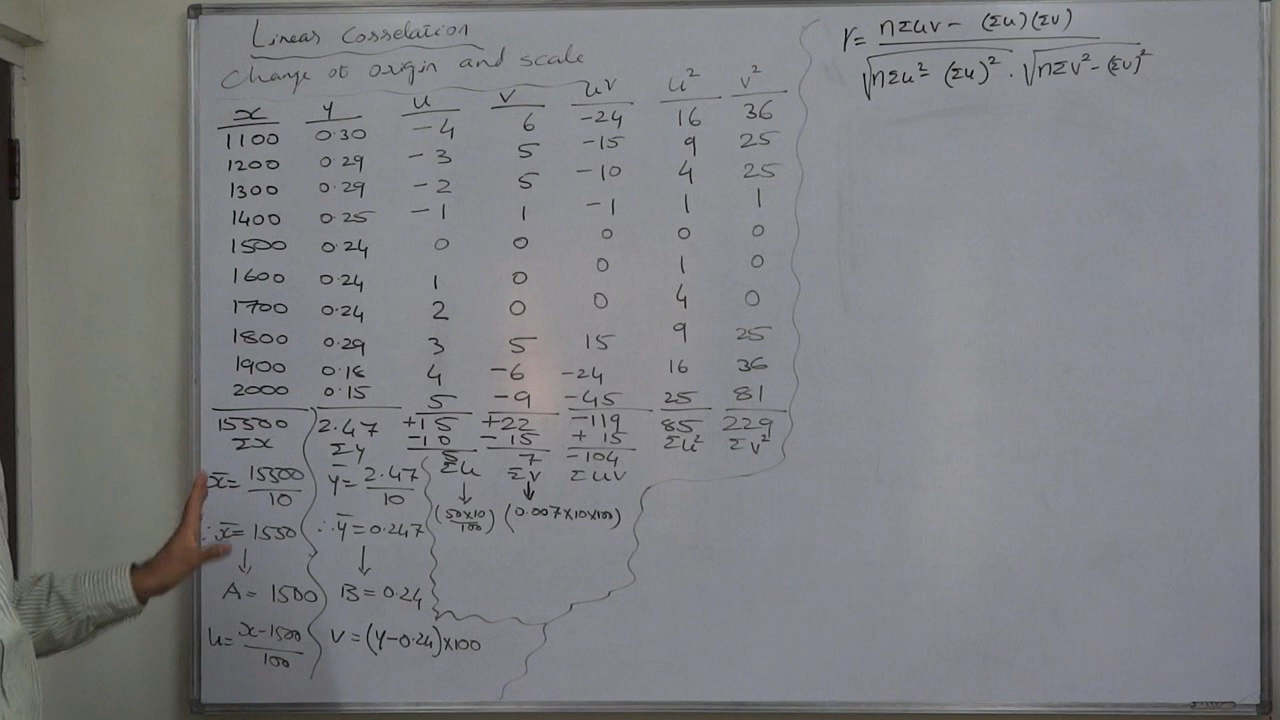 Linear Correlation
Change of origin and scale
x y u v uv u² v²
1100 0.30 -4 6 -24 16 36
1200 0.29 -3 5 -15 9 25
1300 0.29 -2 5 -10 4 25
1400 0.25 -1 1 -1 1 1
1500 0.24 0 0 0 0 0
1600 0.24 1 0 0 1 0
1700 0.24 2 0 0 4 0
1800 0.29 3 5 15 9 25
1900 0.18 4 -6 -24 16 36
2000 0.15 5 -9 -45 25 81
15500 2.47 +15 +22 -119 85 229
Σx Σy -10 -15 +15 Σu² Σv²
5 7 -104
Σu Σv Σuv
x̄ = 15500/10 ȳ = 2.47/10
↓ ↓
(50×10/100) (0.007×10×100)
∴ x̄ = 1550 ∴ ȳ = 0.247
↓ ↓
A = 1500 B = 0.24
u = x-1500/100 v = (y-0.24)×100
r = nΣuv - (Σu)(Σv)
√nΣu² - (Σu)² . √nΣv² - (Σv)²